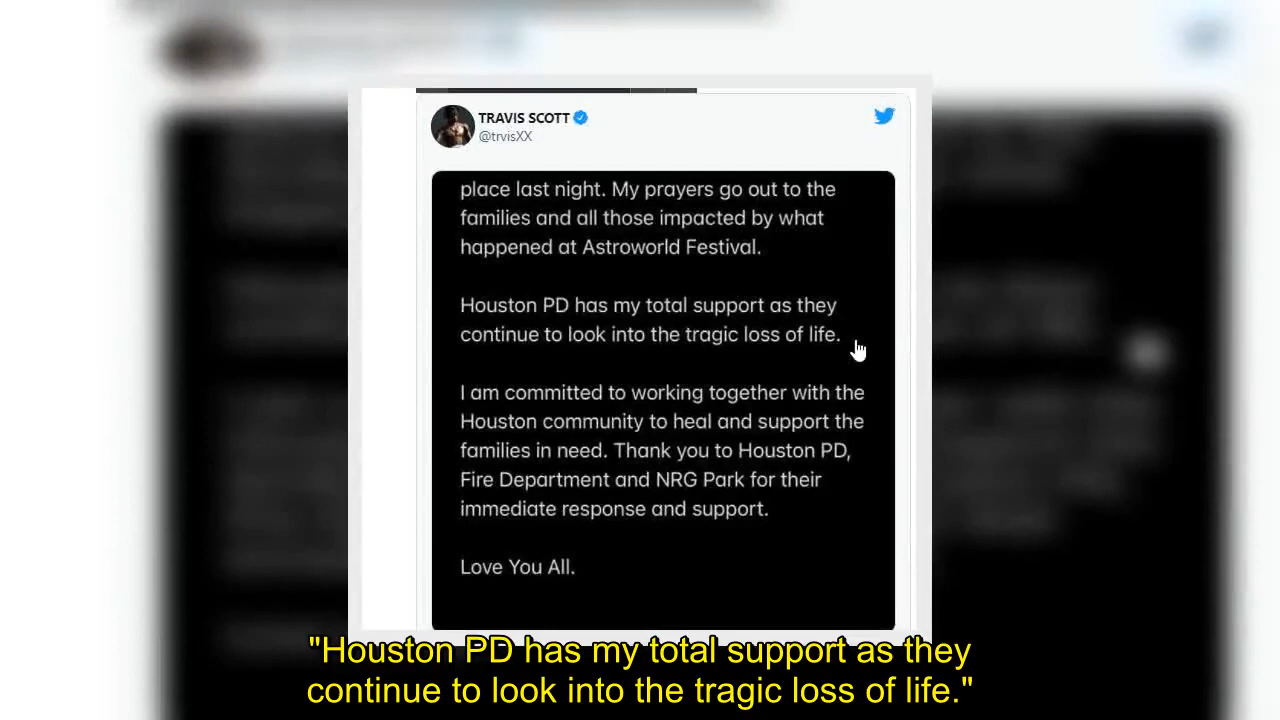 TRAVIS SCOTT
@trvisXX
place last night. My prayers go out to the
families and all those impacted by what
happened at Astroworld Festival.
Houston PD has my total support as they
continue to look into the tragic loss of life.
I am committed to working together with the
Houston community to heal and support the
families in need. Thank you to Houston PD,
Fire Department and NRG Park for their
immediate response and support.
Love You All.
"Houston PD has my total support as they
continue to look into the tragic loss of life."